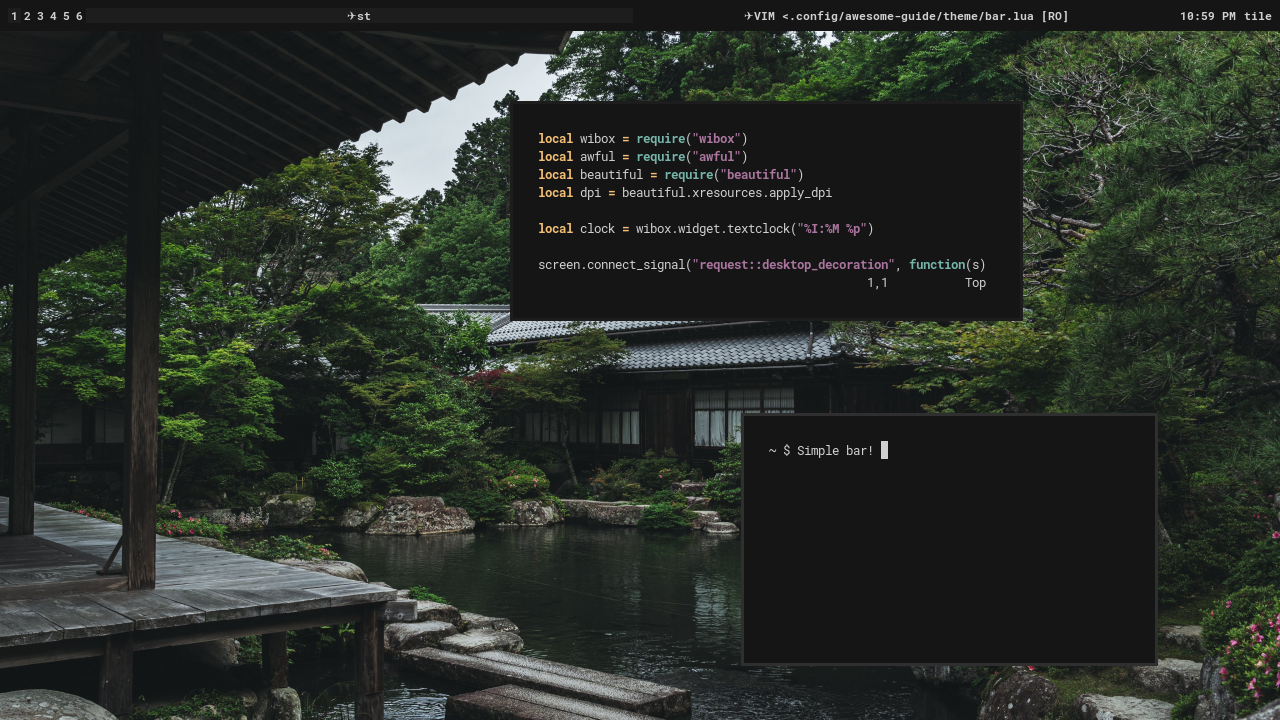 1 2 3 4 5 6 ✈st ✈VIM <.config/awesome-guide/theme/bar.lua [RO] 10:59 PM tile
local wibox = require("wibox")
local awful = require("awful")
local beautiful = require("beautiful")
local dpi = beautiful.xresources.apply_dpi
local clock = wibox.widget.textclock("%I:%M %p")
screen.connect_signal("request::desktop_decoration", function(s)
1,1 Top
~ $ Simple bar!